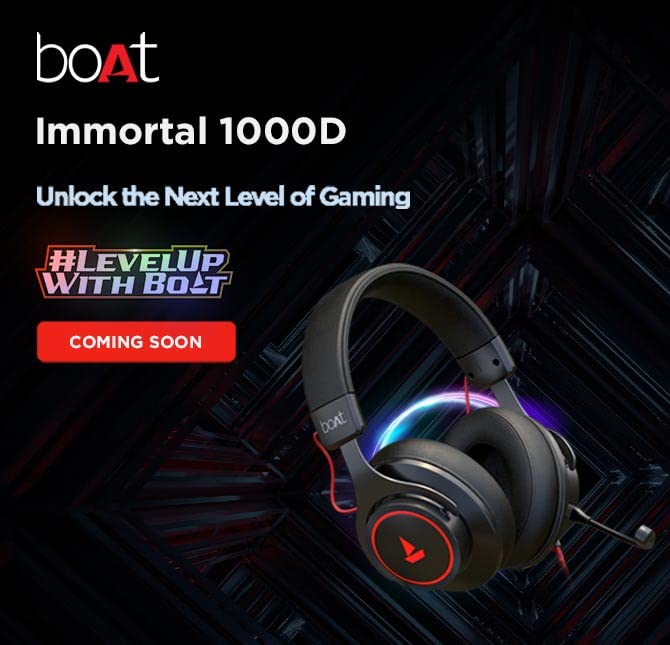 boAt
Immortal 1000D
Unlock the Next Level of Gaming
#LEVELUP
WITH BOAT
COMING SOON
boAt